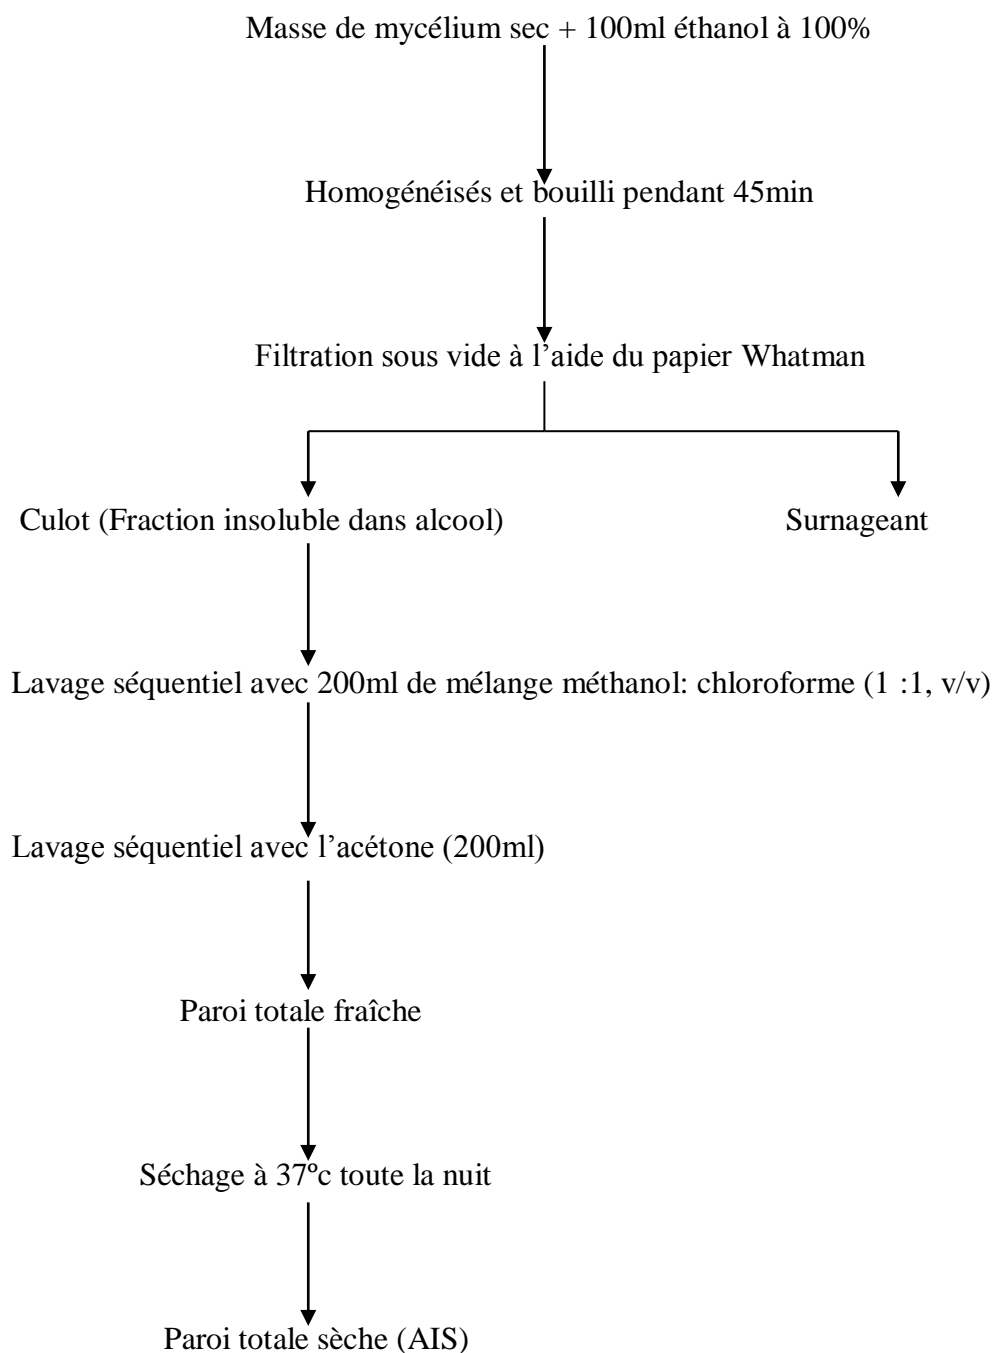 Masse de mycélium sec + 100ml éthanol à 100%
Homogénéisés et bouilli pendant 45min
Filtration sous vide à l’aide du papier Whatman
Culot (Fraction insoluble dans alcool)
Surnageant
Lavage séquentiel avec 200ml de mélange méthanol: chloroforme (1 :1, v/v)
Lavage séquentiel avec l’acétone (200ml)
Paroi totale fraîche
Séchage à 37ºc toute la nuit
Paroi totale sèche (AIS)